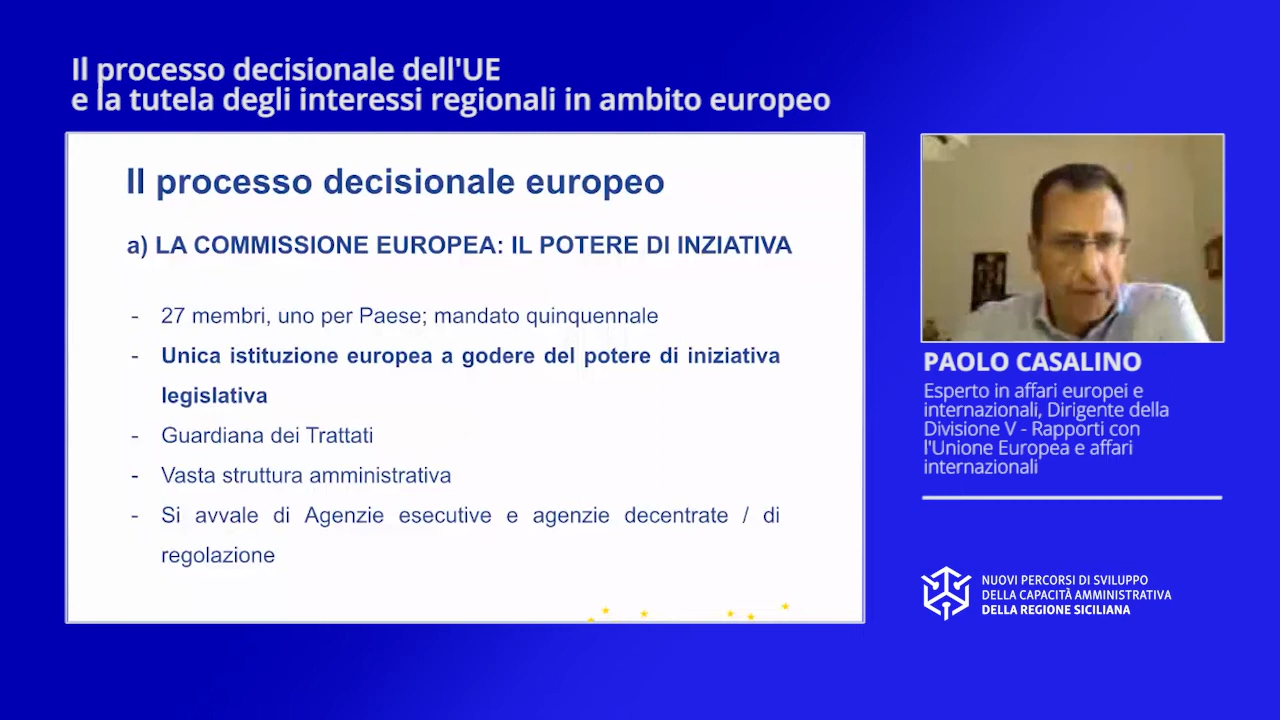 Il processo decisionale dell'UE
e la tutela degli interessi regionali in ambito europeo
Il processo decisionale europeo
a) LA COMMISSIONE EUROPEA: IL POTERE DI INZIATIVA
- 27 membri, uno per Paese; mandato quinquennale
- Unica istituzione europea a godere del potere di iniziativa
legislativa
- Guardiana dei Trattati
- Vasta struttura amministrativa
- Si avvale di Agenzie esecutive e agenzie decentrate / di
regolazione
PAOLO CASALINO
Esperto in affari europei e
internazionali, Dirigente della
Divisione V - Rapporti con
l'Unione Europea e affari
internazionali
NUOVI PERCORSI DI SVILUPPO
DELLA CAPACITÀ AMMINISTRATIVA
DELLA REGIONE SICILIANA